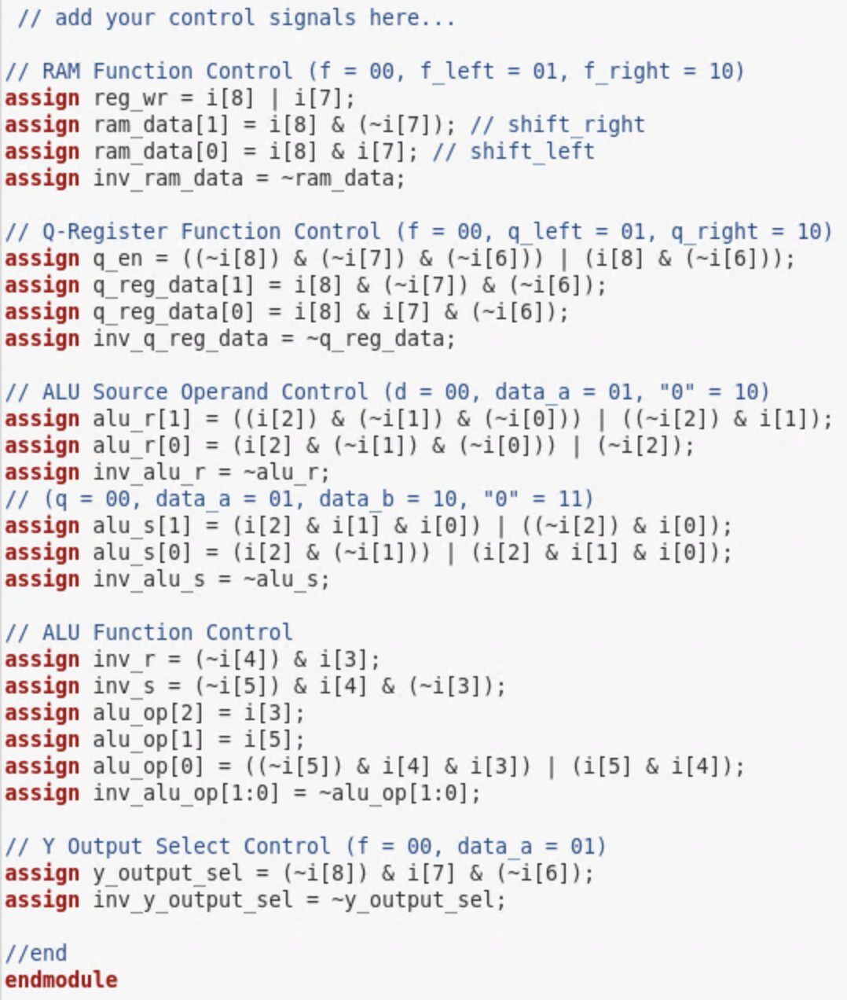 // add your control signals here...
// RAM Function Control (f = 00, f_left = 01, f_right = 10)
assign reg_wr = i[8] | i[7];
assign ram_data[1] = i[8] & (~i[7]); // shift_right
assign ram_data[0] = i[8] & i[7]; // shift_left
assign inv_ram_data = ~ram_data;
// Q-Register Function Control (f = 00, q_left = 01, q_right = 10)
assign q_en = ((~i[8]) & (~i[7]) & (~i[6])) | (i[8] & (~i[6]));
assign q_reg_data[1] = i[8] & (~i[7]) & (~i[6]);
assign q_reg_data[0] = i[8] & i[7] & (~i[6]);
assign inv_q_reg_data = ~q_reg_data;
// ALU Source Operand Control (d = 00, data_a = 01, "0" = 10)
assign alu_r[1] = ((i[2]) & (~i[1]) & (~i[0])) | ((~i[2]) & i[1]);
assign alu_r[0] = (i[2] & (~i[1]) & (~i[0])) | (~i[2]);
assign inv_alu_r = ~alu_r;
// (q = 00, data_a = 01, data_b = 10, "0" = 11)
assign alu_s[1] = (i[2] & i[1] & i[0]) | ((~i[2]) & i[0]);
assign alu_s[0] = (i[2] & (~i[1])) | (i[2] & i[1] & i[0]);
assign inv_alu_s = ~alu_s;
// ALU Function Control
assign inv_r = (~i[4]) & i[3];
assign inv_s = (~i[5]) & i[4] & (~i[3]);
assign alu_op[2] = i[3];
assign alu_op[1] = i[5];
assign alu_op[0] = ((~i[5]) & i[4] & i[3]) | (i[5] & i[4]);
assign inv_alu_op[1:0] = ~alu_op[1:0];
// Y Output Select Control (f = 00, data_a = 01)
assign y_output_sel = (~i[8]) & i[7] & (~i[6]);
assign inv_y_output_sel = ~y_output_sel;
//end
endmodule